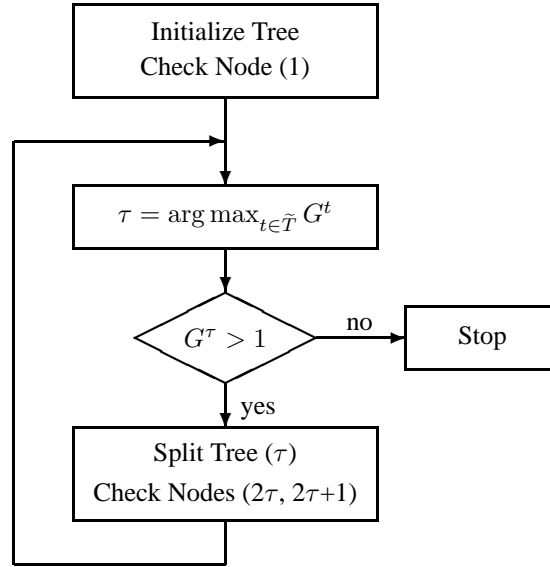 Initialize Tree
Check Node (1)
τ = arg max_{t∈T̃} G^t
G^τ > 1
no
Stop
yes
Split Tree (τ)
Check Nodes (2τ, 2τ+1)